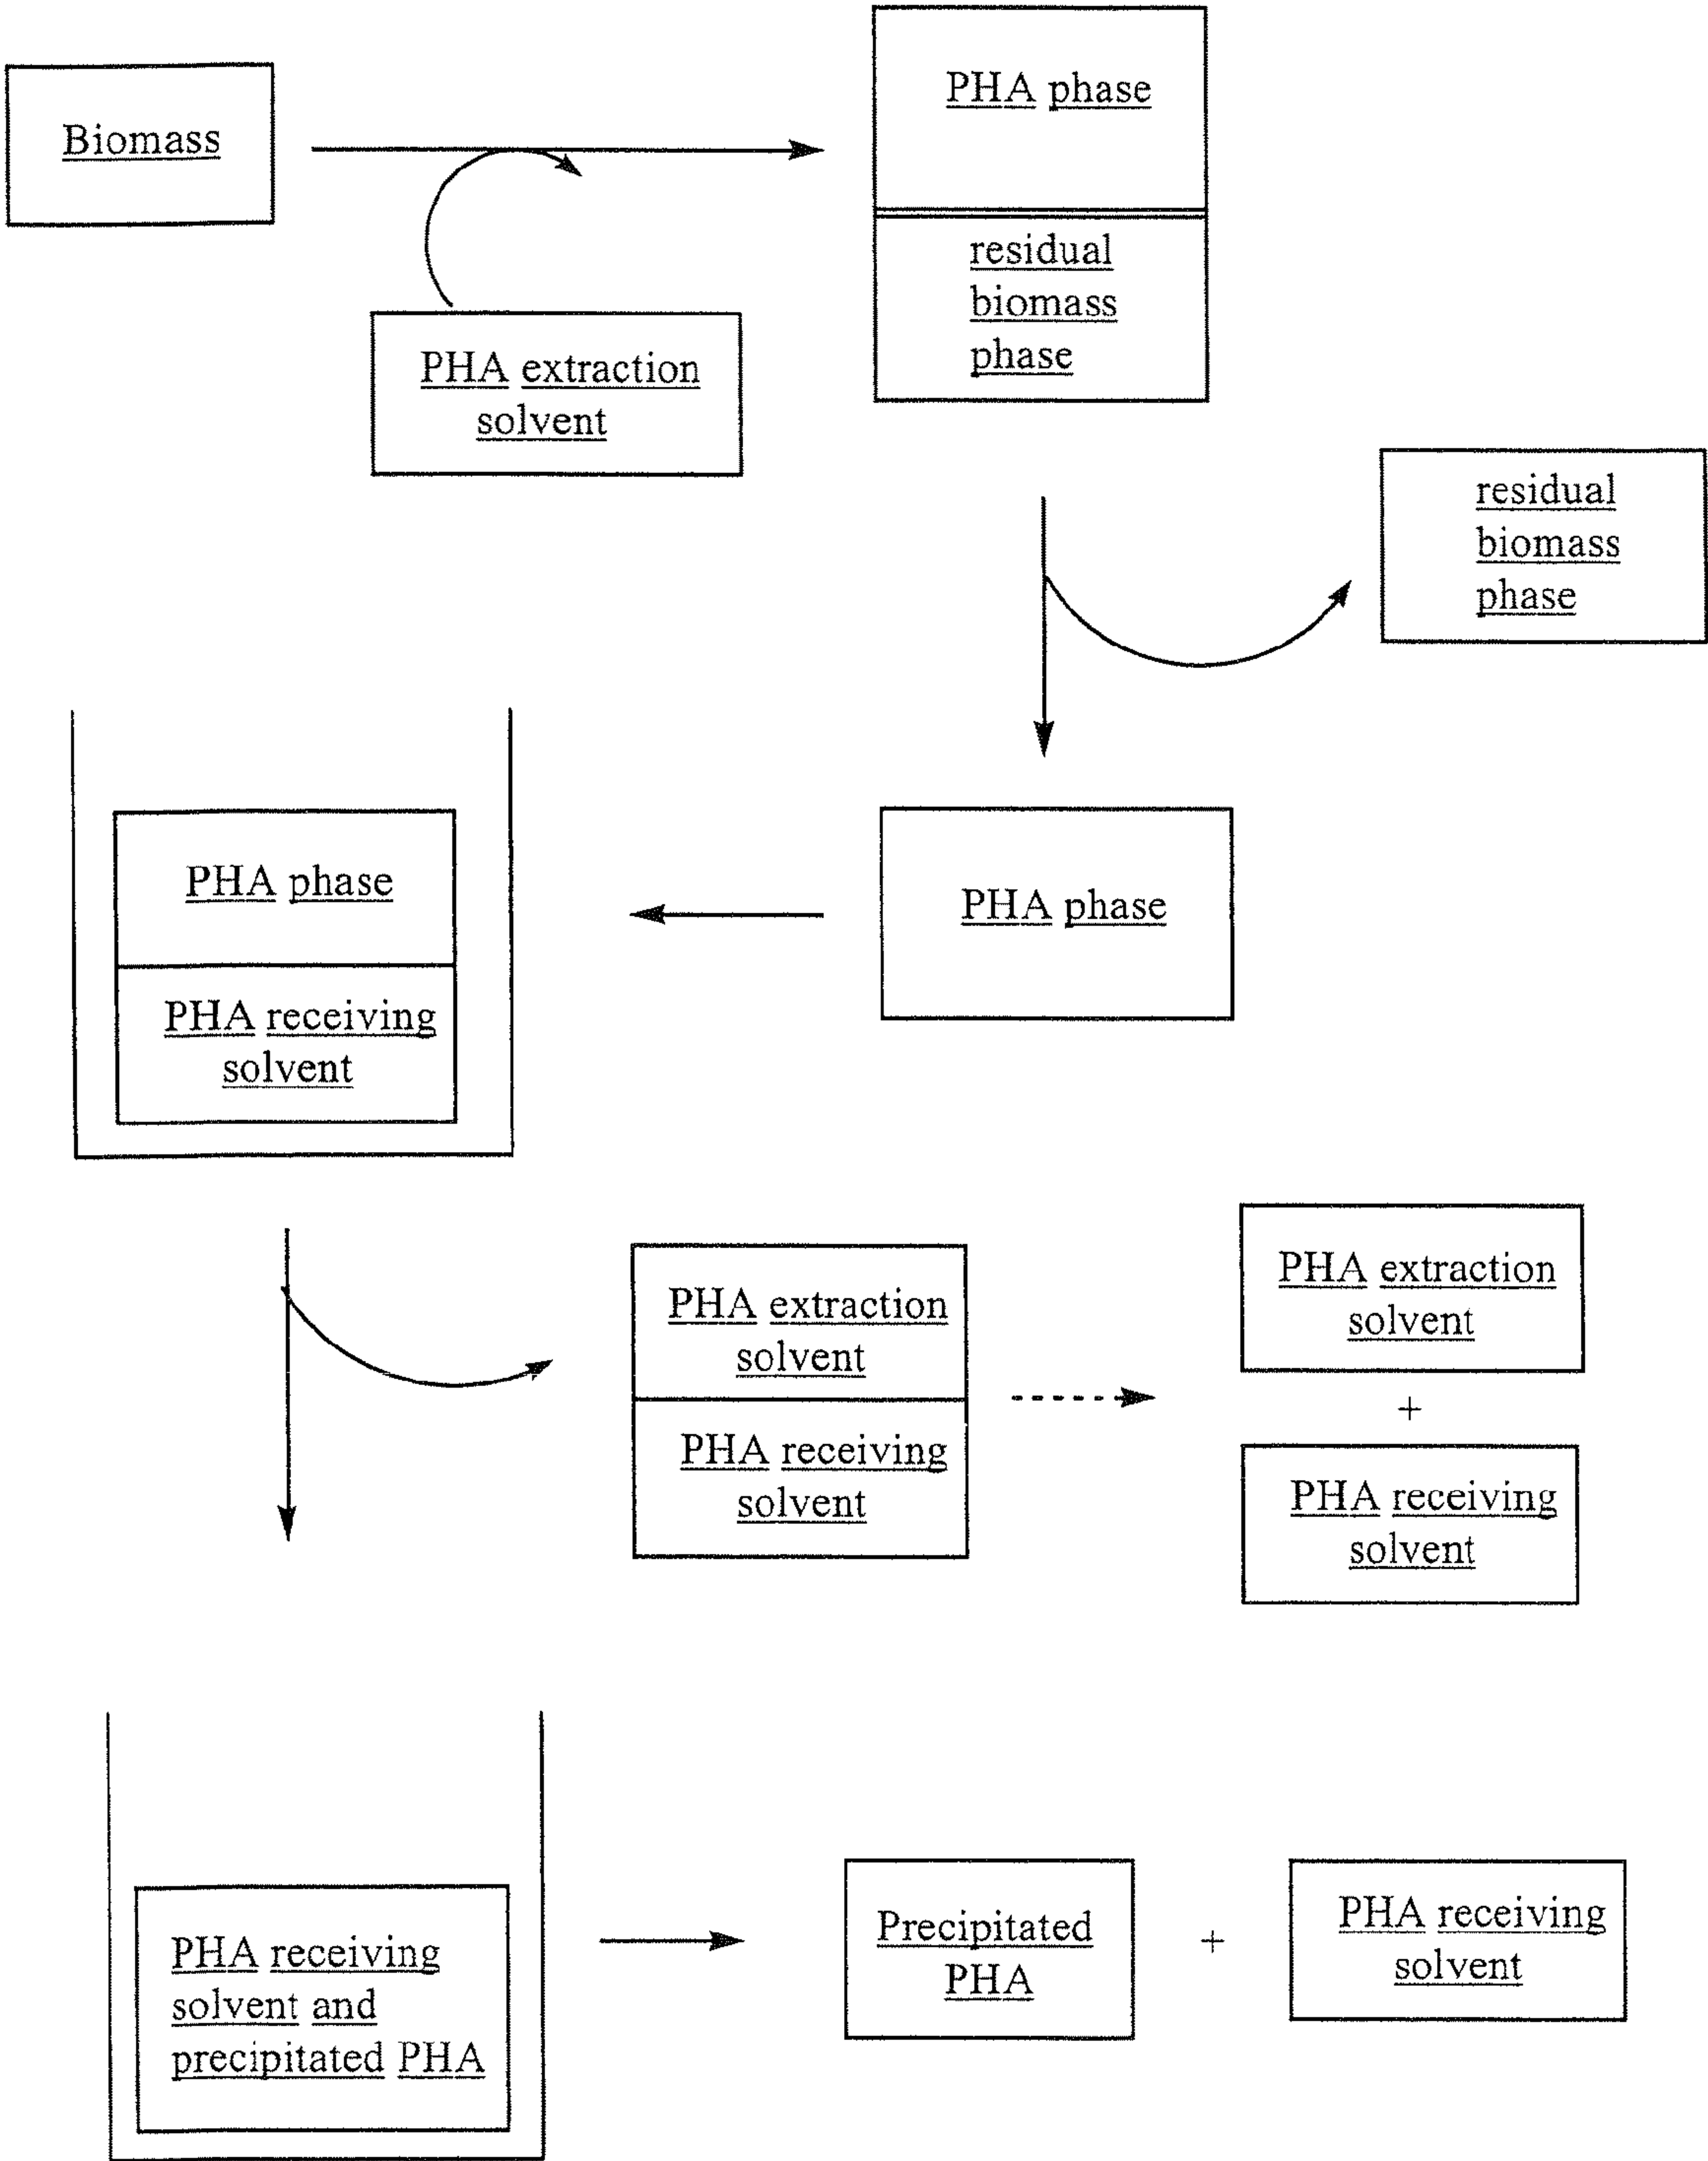 PHA phase
Biomass
residual
biomass
phase
PHA extraction
solvent
residual
biomass
phase
PHA phase
PHA receiving
solvent
PHA phase
PHA extraction
solvent
PHA receiving
solvent
PHA extraction
solvent
+
PHA receiving
solvent
PHA receiving
solvent and
precipitated PHA
Precipitated
PHA
+
PHA receiving
solvent